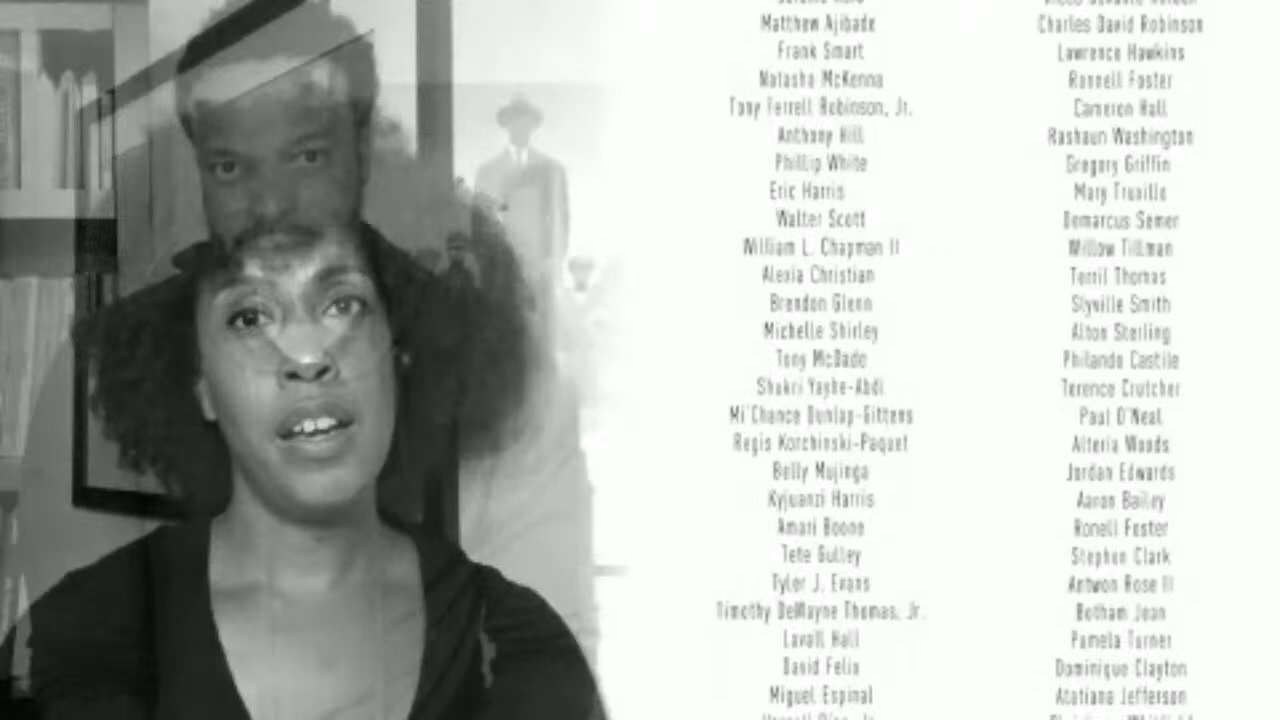 Matthew Ajibade
Frank Smart
Natasha McKenna
Tony Terrell Robinson, Jr.
Anthony Hill
Phillip White
Eric Harris
Walter Scott
William L. Chapman II
Alexia Christian
Brendon Glenn
Michelle Shirley
Tony McDade
Shukri
Mi'Chance Dunlap-Gittens
Regis Korchinski-Paquet
Belly Mujinga
Kyjuanzi Harris
Amari Boone
Tete Gulley
Tyler J. Evans
Timothy DeWayne Thomas, Jr.
Lavall Hall
David Felix
Miguel Espinal
Charles David Robinson
Lawrence Hawkins
Ronnell Foster
Cameron Hall
Rashaun Washington
Gregory Griffin
Mary Truxillo
Demarcus Semer
Willow Tillman
Terril Thomas
Slyville Smith
Alton Sterling
Philando Castile
Terence Crutcher
Paul O'Neal
Alteria Woods
Jordan Edwards
Aaron Bailey
Ronell Foster
Stephon Clark
Antwon Rose II
Botham Jean
Pamela Turner
Dominique Clayton
Atatiana Jefferson